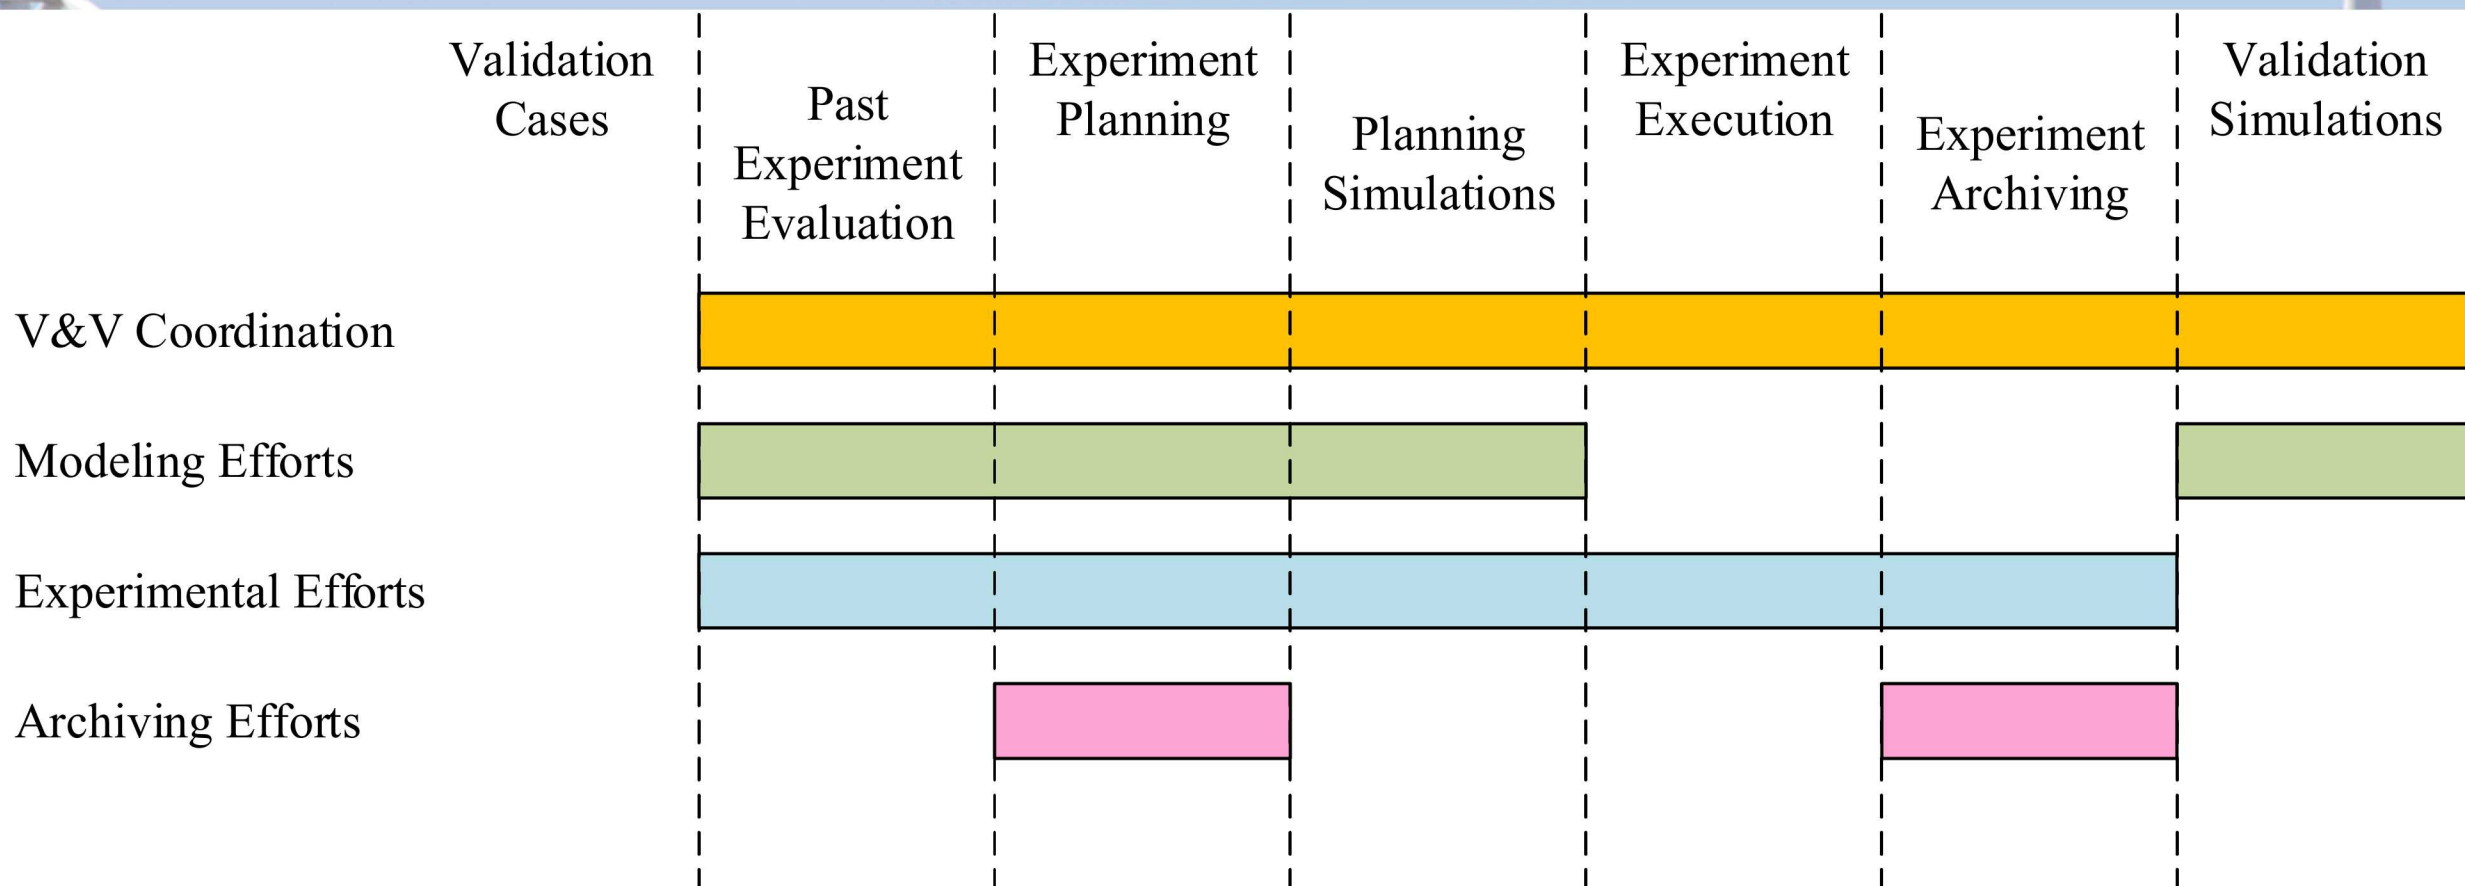 Validation
Cases
Past
Experiment
Evaluation
Experiment
Planning
Planning
Simulations
Experiment
Execution
Experiment
Archiving
Validation
Simulations
V&V Coordination
Modeling Efforts
Experimental Efforts
Archiving Efforts